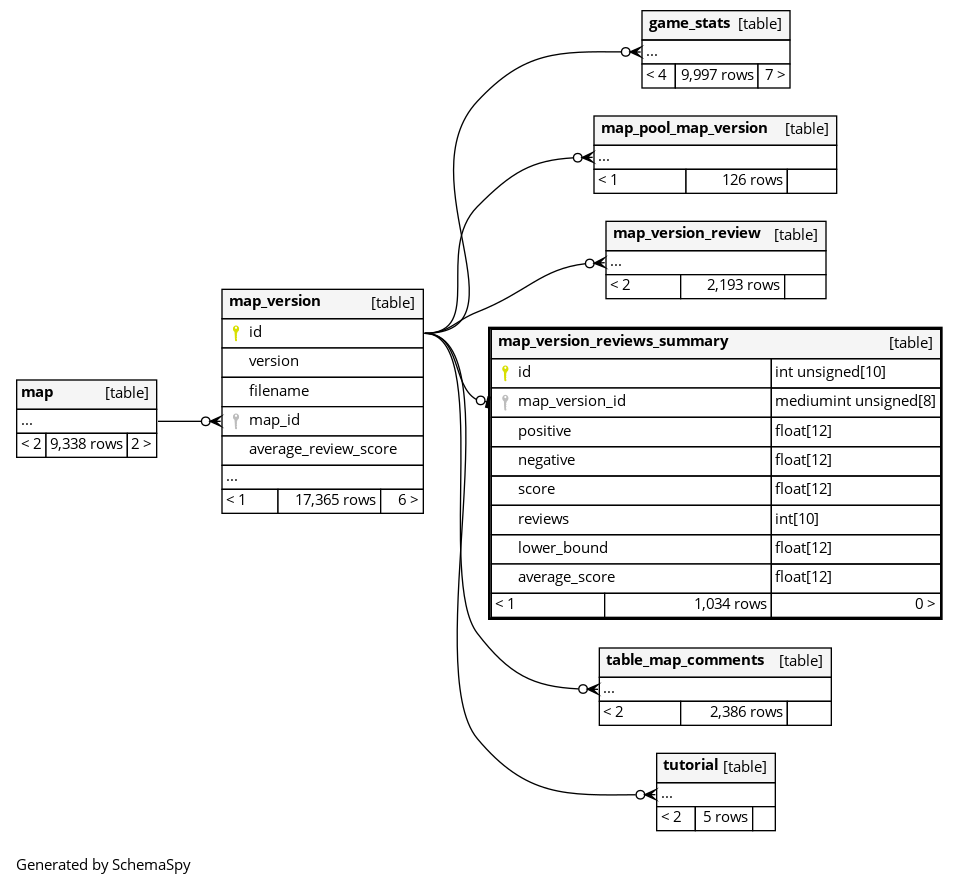 game_stats [table]
...
< 4 9,997 rows 7 >
map_pool_map_version [table]
...
< 1 126 rows
map_version_review [table]
...
< 2 2,193 rows
map_version [table]
id
version
filename
map_id
average_review_score
...
< 1 17,365 rows 6 >
map [table]
...
< 2 9,338 rows 2 >
map_version_reviews_summary [table]
id int unsigned[10]
map_version_id mediumint unsigned[8]
positive float[12]
negative float[12]
score float[12]
reviews int[10]
lower_bound float[12]
average_score float[12]
< 1 1,034 rows 0 >
table_map_comments [table]
...
< 2 2,386 rows
tutorial [table]
...
< 2 5 rows
Generated by SchemaSpy